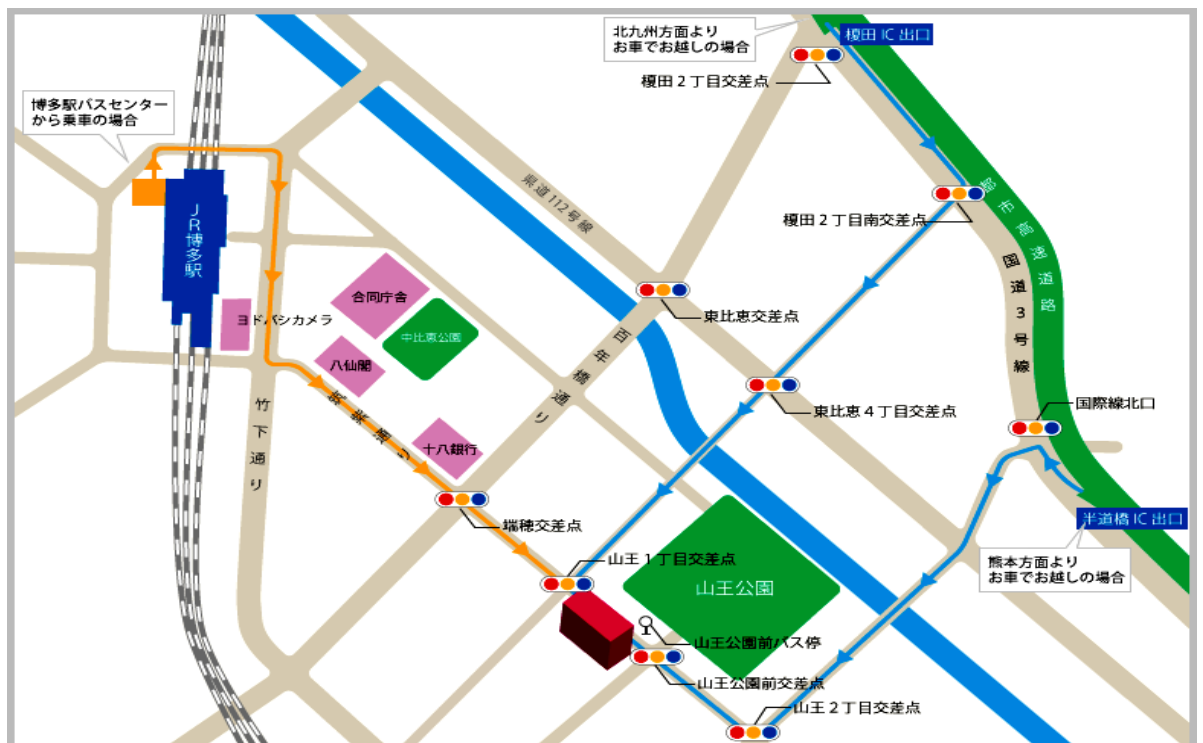 北九州方面より
お車でお越しの場合
榎田 IC 出口
榎田２丁目交差点
博多駅バスセンター
から乗車の場合
県道112号線
都市高速道路
榎田２丁目南交差点
JR博多駅
国道３号線
合同庁舎
ヨドバシカメラ
東比恵交差点
中比恵公園
百年橋通り
八仙閣
筑紫通り
竹下通り
東比恵４丁目交差点
国際線北口
十八銀行
半道橋 IC 出口
瑞穂交差点
熊本方面より
お車でお越しの場合
山王１丁目交差点
山王公園
山王公園前バス停
山王公園前交差点
山王２丁目交差点